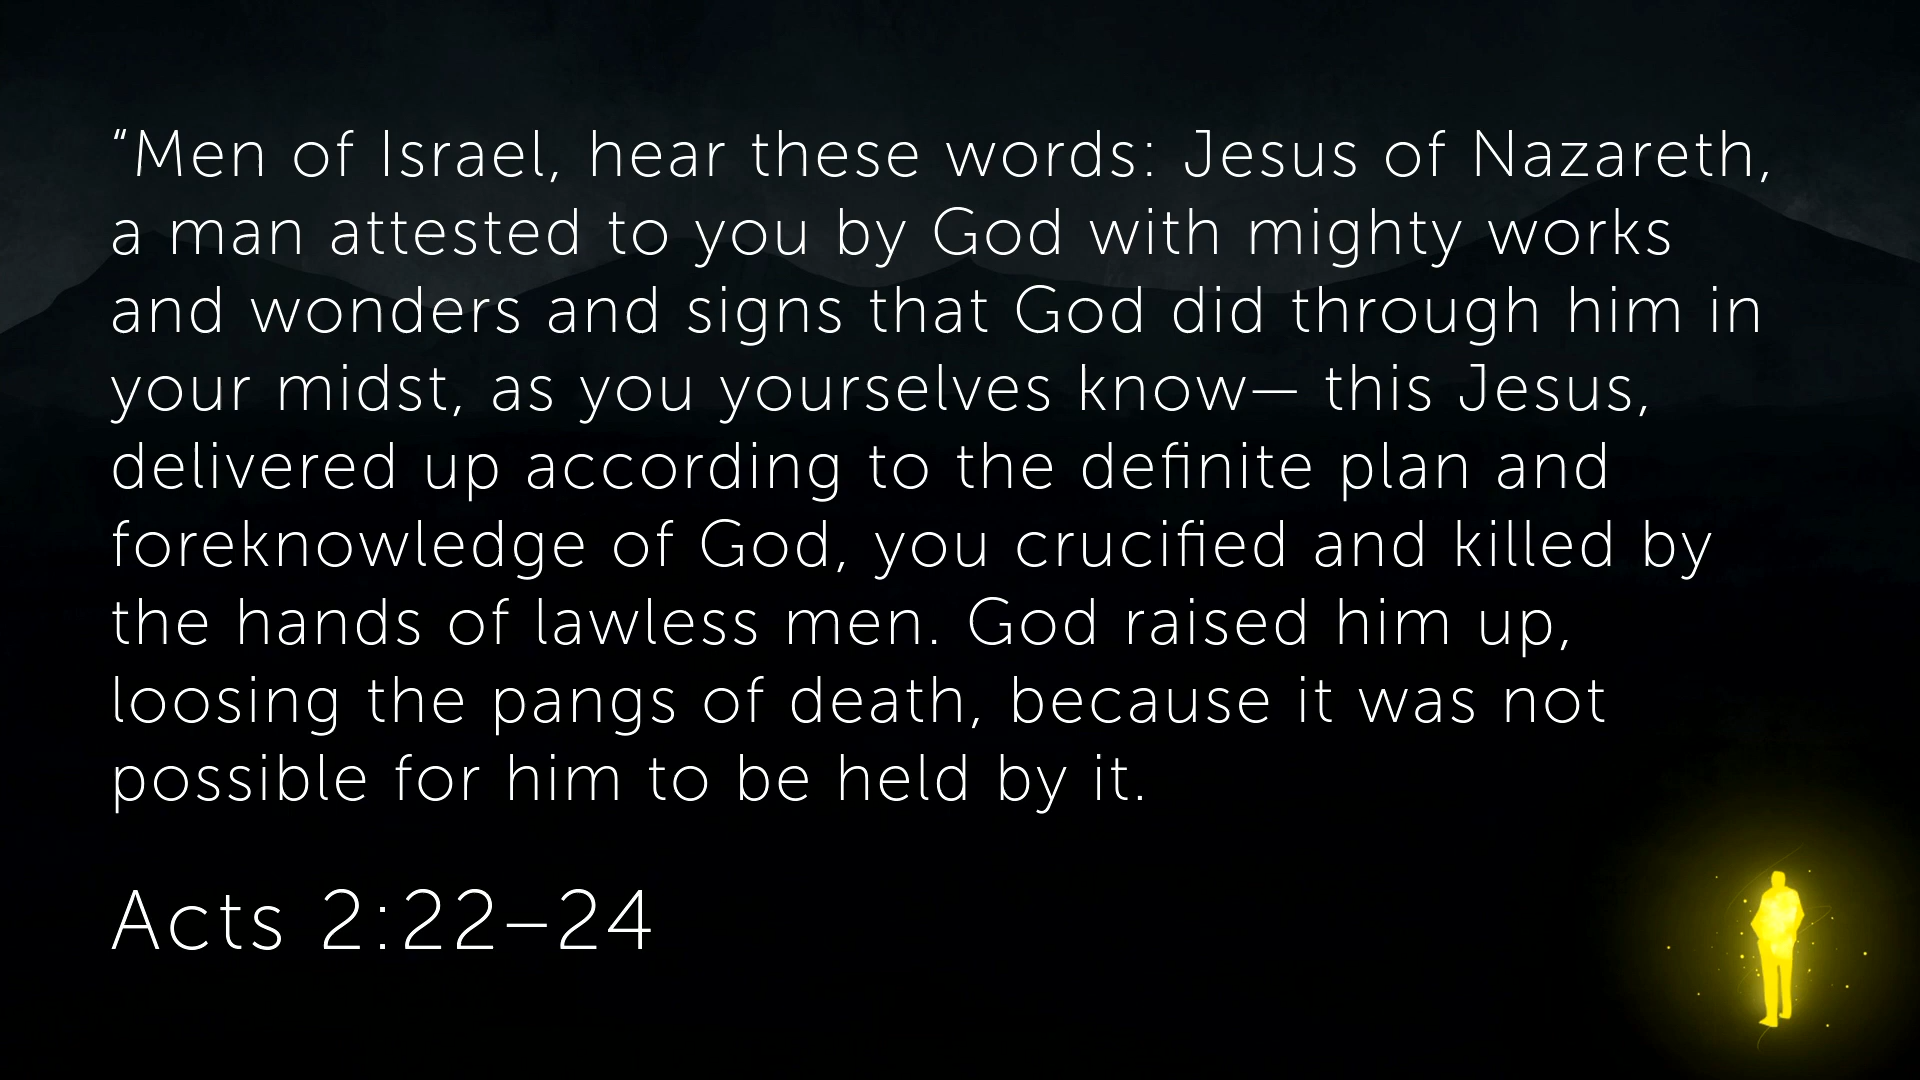 “Men of Israel, hear these words: Jesus of Nazareth,
a man attested to you by God with mighty works
and wonders and signs that God did through him in
your midst, as you yourselves know— this Jesus,
delivered up according to the definite plan and
foreknowledge of God, you crucified and killed by
the hands of lawless men. God raised him up,
loosing the pangs of death, because it was not
possible for him to be held by it.
Acts 2:22–24